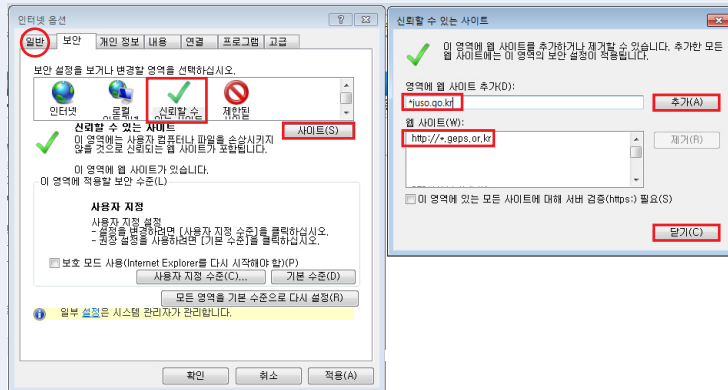 인터넷 옵션
일반 보안 개인 정보 내용 연결 프로그램 고급
보안 설정을 보거나 변경할 영역을 선택하십시오.
인터넷 로컬 신뢰할 수 제한된
사이트(S)
신뢰할 수 있는 사이트
이 영역에는 사용자 컴퓨터나 파일을 손상시키지
않을 것으로 신뢰되는 웹 사이트가 포함됩니다.
이 영역에 웹 사이트가 있습니다.
이 영역에 적용할 보안 수준(L)
사용자 지정
사용자 지정 설정
- 설정을 변경하려면 [사용자 지정 수준]을 클릭하십시오.
- 권장 설정을 사용하려면 [기본 수준]을 클릭하십시오.
보호 모드 사용(Internet Explorer를 다시 시작해야 함)(P)
사용자 지정 수준(C)... 기본 수준(D)
모든 영역을 기본 수준으로 다시 설정(R)
일부 설정은 시스템 관리자가 관리합니다.
확인 취소 적용(A)
신뢰할 수 있는 사이트
이 영역에 웹 사이트를 추가하거나 제거할 수 있습니다. 추가한 모든
웹 사이트에는 이 영역의 보안 설정이 적용됩니다.
영역에 웹 사이트 추가(D):
*juso.go.kr 추가(A)
웹 사이트(W):
http://*.geps.or.kr 제거(R)
이 영역에 있는 모든 사이트에 대해 서버 검증(https:) 필요(S)
닫기(C)